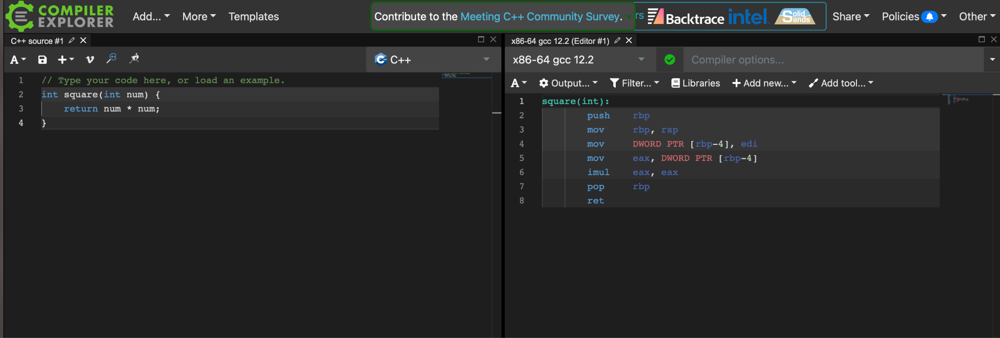 COMPILER
EXPLORER
Add...
More
Templates
Contribute to the Meeting C++ Community Survey.
rs
Backtrace
intel.
Solid
Sands
Share
Policies
Other
C++ source #1
A
C++
1 // Type your code here, or load an example.
2 int square(int num) {
3     return num * num;
4 }
x86-64 gcc 12.2 (Editor #1)
x86-64 gcc 12.2
Compiler options...
A
Output...
Filter...
Libraries
Add new...
Add tool...
1 square(int):
2         push    rbp
3         mov     rbp, rsp
4         mov     DWORD PTR [rbp-4], edi
5         mov     eax, DWORD PTR [rbp-4]
6         imul    eax, eax
7         pop     rbp
8         ret